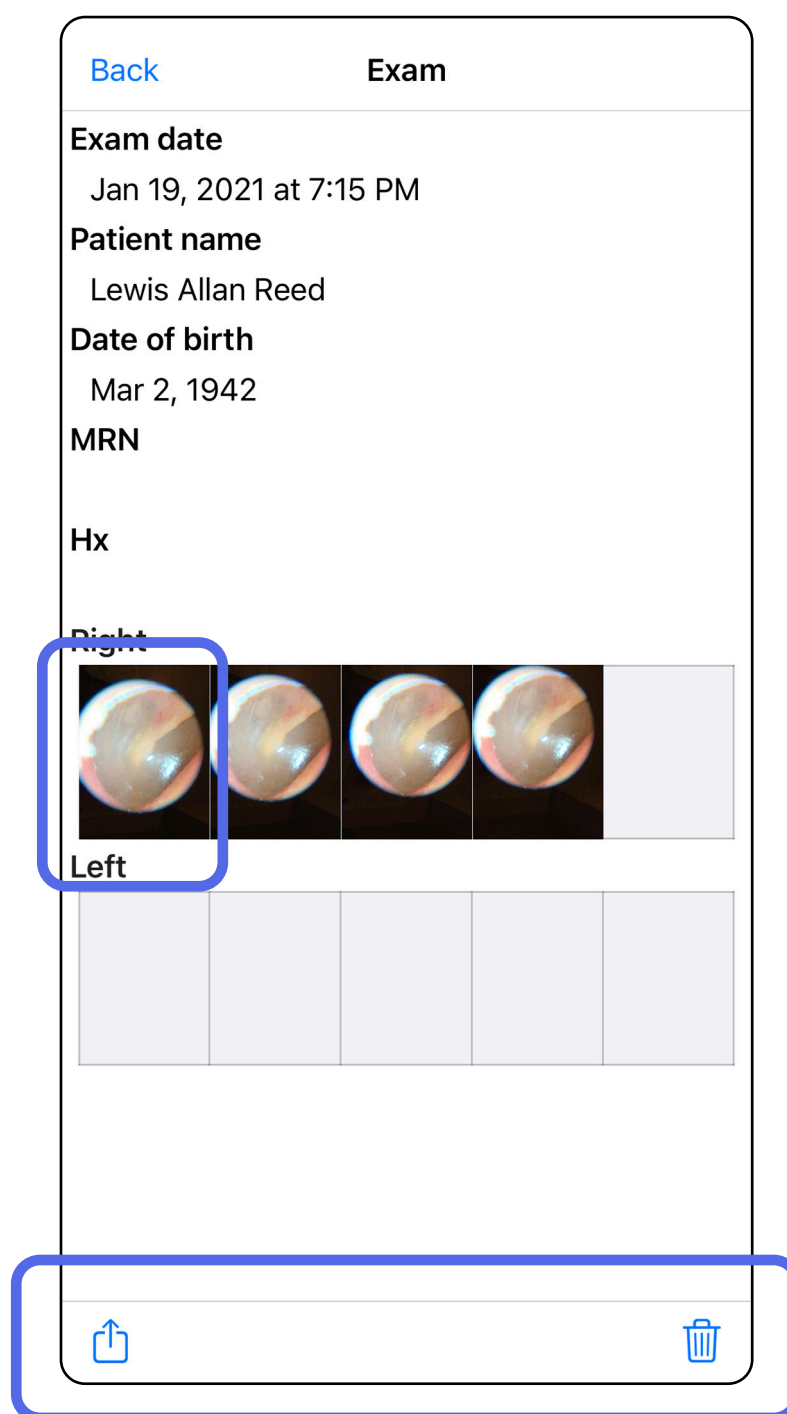 Back
Exam
Exam date
Jan 19, 2021 at 7:15 PM
Patient name
Lewis Allan Reed
Date of birth
Mar 2, 1942
MRN
Hx
Right
Left